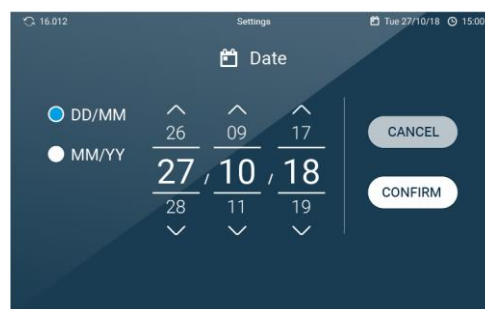 16.012 Settings Tue 27/10/18 15:00
Date
DD/MM
MM/YY
26 09 17
27 / 10 / 18
28 11 19
CANCEL
CONFIRM